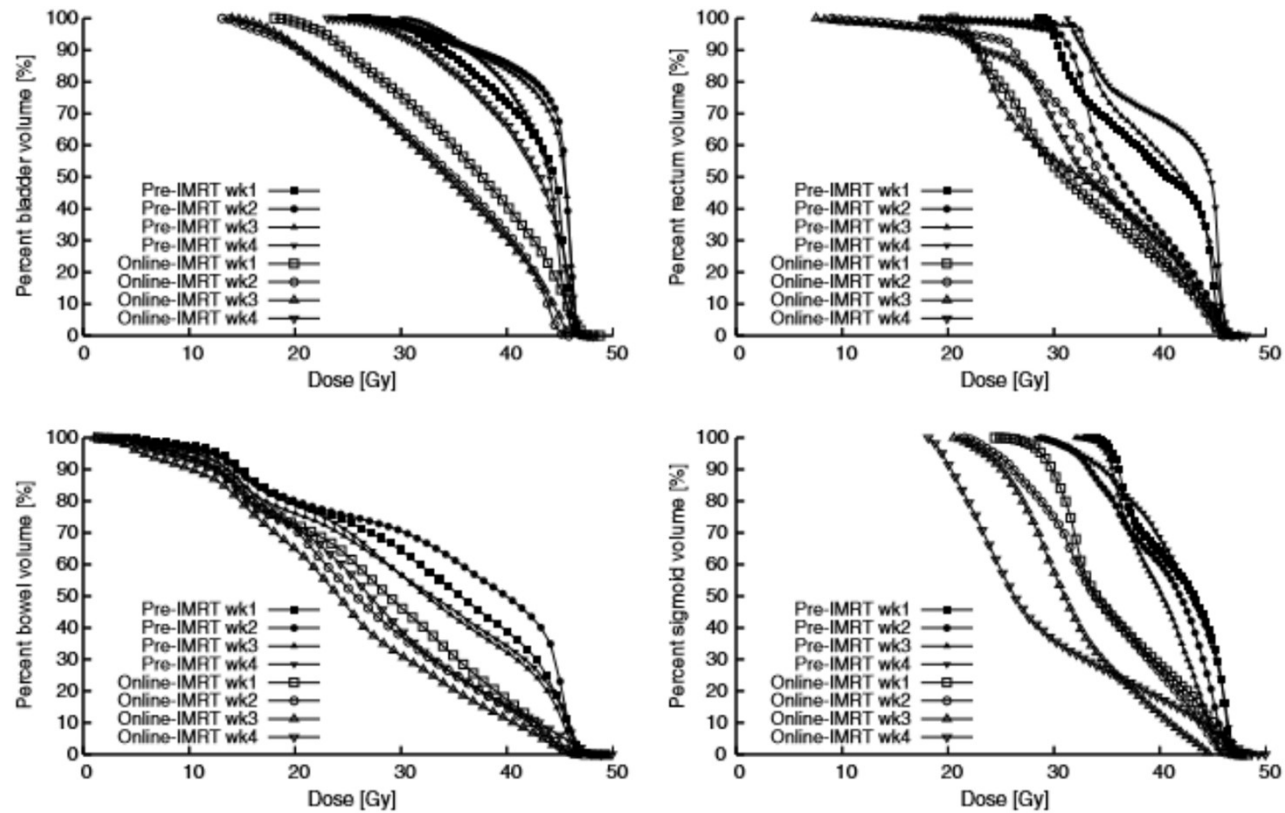 Percent bladder volume [%]
100
90
80
70
60
50
40
30
20
10
0
Pre-IMRT wk1
Pre-IMRT wk2
Pre-IMRT wk3
Pre-IMRT wk4
Online-IMRT wk1
Online-IMRT wk2
Online-IMRT wk3
Online-IMRT wk4
0 10 20 30 40 50
Dose [Gy]
Percent rectum volume [%]
100
90
80
70
60
50
40
30
20
10
0
Pre-IMRT wk1
Pre-IMRT wk2
Pre-IMRT wk3
Pre-IMRT wk4
Online-IMRT wk1
Online-IMRT wk2
Online-IMRT wk3
Online-IMRT wk4
0 10 20 30 40 50
Dose [Gy]
Percent bowel volume [%]
100
90
80
70
60
50
40
30
20
10
0
Pre-IMRT wk1
Pre-IMRT wk2
Pre-IMRT wk3
Pre-IMRT wk4
Online-IMRT wk1
Online-IMRT wk2
Online-IMRT wk3
Online-IMRT wk4
0 10 20 30 40 50
Dose [Gy]
Percent sigmoid volume [%]
100
90
80
70
60
50
40
30
20
10
0
Pre-IMRT wk1
Pre-IMRT wk2
Pre-IMRT wk3
Pre-IMRT wk4
Online-IMRT wk1
Online-IMRT wk2
Online-IMRT wk3
Online-IMRT wk4
0 10 20 30 40 50
Dose [Gy]